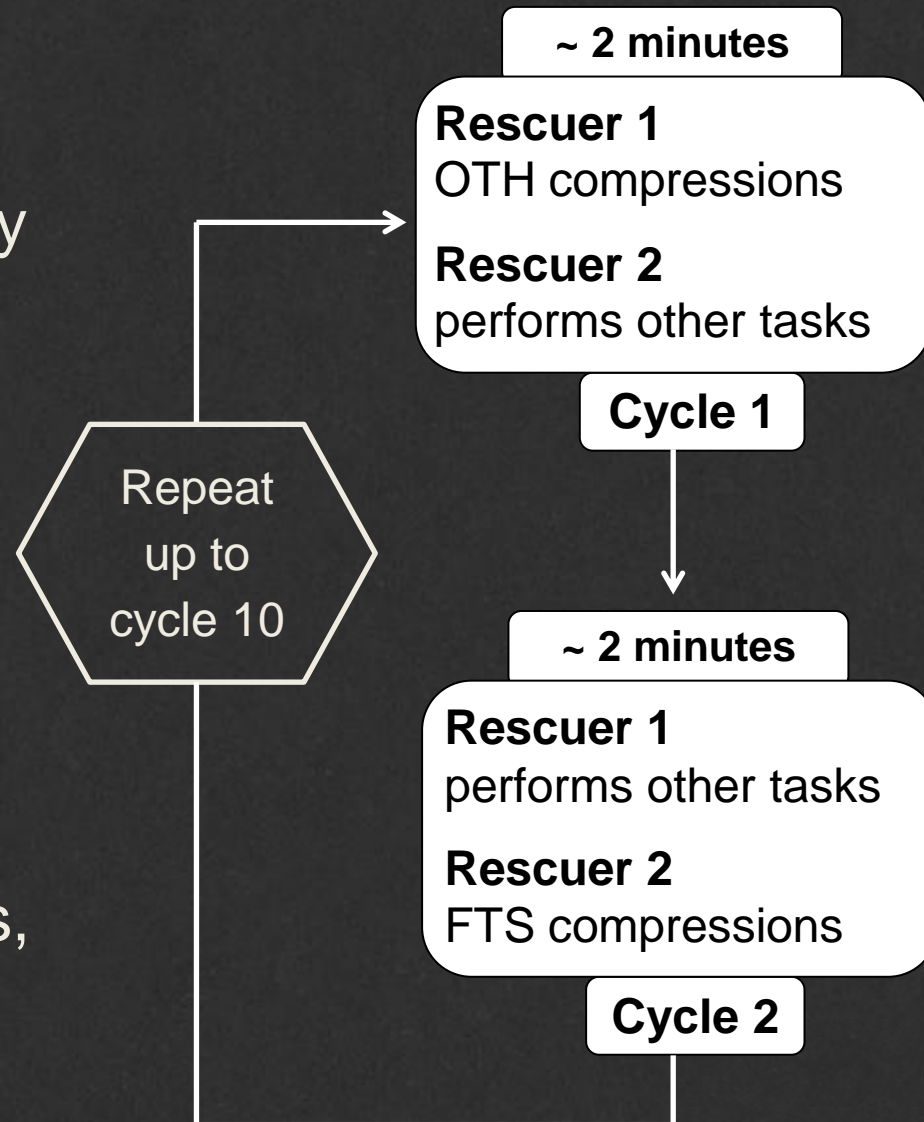 ~ 2 minutes
Rescuer 1
OTH compressions
Rescuer 2
performs other tasks
Cycle 1
Repeat
up to
cycle 10
~ 2 minutes
Rescuer 1
performs other tasks
Rescuer 2
FTS compressions
Cycle 2